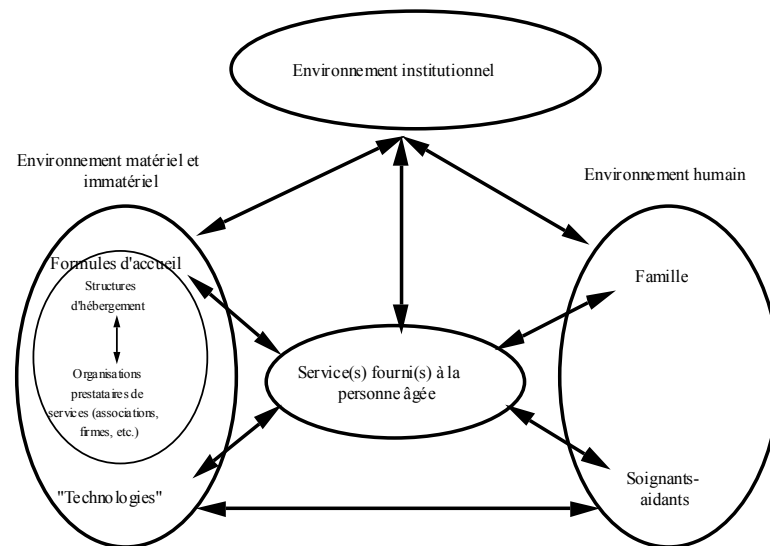 Environnement institutionnel
Environnement matériel et
immatériel
Environnement humain
Formules d'accueil
Structures
d'hébergement
Organisations
prestataires de
services (associations,
firmes, etc.)
"Technologies"
Service(s) fourni(s) à la
personne âgée
Famille
Soignants-
aidants